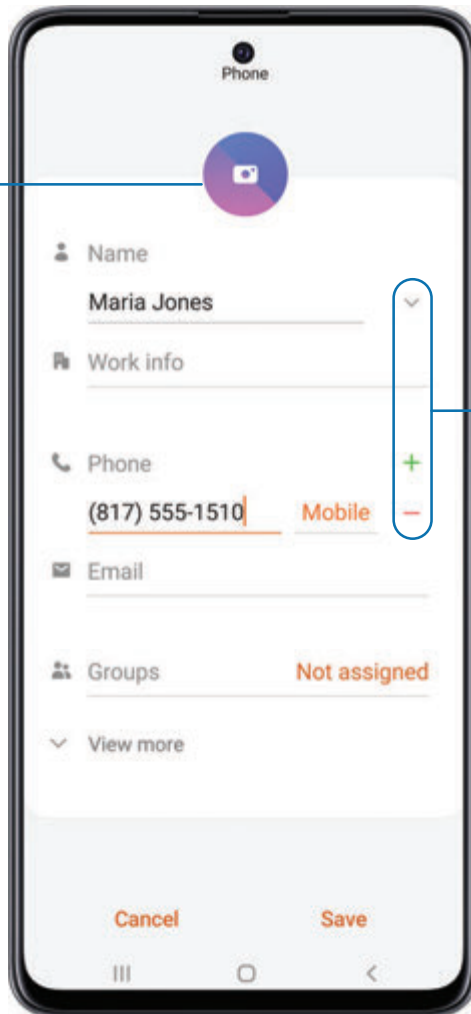 Phone
Name
Maria Jones
Work info
Phone
(817) 555-1510 Mobile
Email
Groups Not assigned
View more
Cancel Save